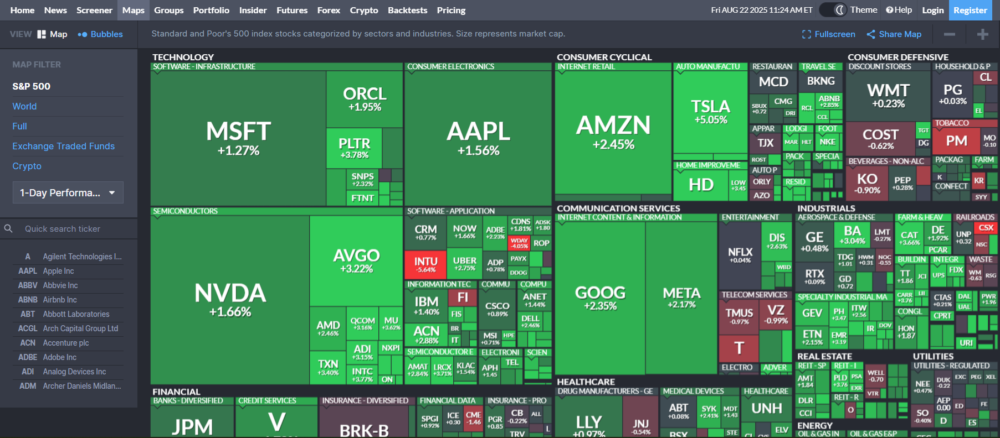 Home News Screener Maps Groups Portfolio Insider Futures Forex Crypto Backtests Pricing
Fri AUG 22 2025 11:24 AM ET Theme Help Login Register
VIEW Map Bubbles
Standard and Poor's 500 index stocks categorized by sectors and industries. Size represents market cap.
Fullscreen Share Map
MAP FILTER
S&P 500
World
Full
Exchange Traded Funds
Crypto
1-Day Performa...
Quick search ticker
A Agilent Technologies I...
AAPL Apple Inc
ABBV Abbvie Inc
ABNB Airbnb Inc
ABT Abbott Laboratories
ACGL Arch Capital Group Ltd
ACN Accenture plc
ADBE Adobe Inc
ADI Analog Devices Inc
ADM Archer Daniels Midlan...
TECHNOLOGY
SOFTWARE - INFRASTRUCTURE
MSFT
+1.27%
ORCL
+1.95%
PLTR
+3.78%
SNPS
+2.32%
FTNT
CONSUMER ELECTRONICS
AAPL
+1.56%
SEMICONDUCTORS
NVDA
+1.66%
AVGO
+3.22%
AMD
+2.46%
QCOM
+3.16%
MU
+3.62%
TXN
+3.40%
ADI
+3.15%
NXPI
INTC
+3.77%
ON
SOFTWARE - APPLICATION
CRM
+0.77%
NOW
+1.66%
ADBE
+2.23%
CDNS
+1.81%
ADSK
+1.80
WDAY
-4.05%
ROP
INTU
-5.64%
UBER
+2.75%
ADP
+0.78%
PAYX
DDOG
INFORMATION TEC
IBM
+1.40%
FI
FIS
ACN
+2.88%
BR
IT
COMMU
CSCO
+0.89%
MSI
+0.71%
HPE
COMPU
ANET
+1.44%
DELL
+2.46%
SEMICONDUCTOR E
AMAT
+2.84%
LRCX
+3.71%
KLAC
+1.54%
ELECTRONI
APH
+1.45
TEL
SCIEN
CONSUMER CYCLICAL
INTERNET RETAIL
AMZN
+2.45%
AUTO MANUFACTU
TSLA
+5.05%
HOME IMPROVEME
HD
LOW
+3.45
RESTAURAN
MCD
SBUX
+0.72
CMG
DRI
TRAVEL SE
BKNG
RCL
ABNB
+2.85%
CCL
APPAR
TJX
ROST
LODGI
MAR
HLT
FOOT
NKE
PACK
SPECIA
AUTO P
ORLY
AZO
RESID
CONSUMER DEFENSIVE
DISCOUNT STORES
WMT
+0.23%
COST
-0.62%
TGT
DG
HOUSEHOLD & P
PG
+0.03%
CL
EL
TOBACCO
PM
MO
-0.10
BEVERAGES - NON-ALC
KO
-0.90%
PEP
+0.28%
PACKAG
K
FARM
KR
CONFECT
SYY
COMMUNICATION SERVICES
INTERNET CONTENT & INFORMATION
GOOG
+2.35%
META
+2.17%
ENTERTAINMENT
NFLX
+0.04%
DIS
+2.63%
WBD
TELECOM SERVICES
TMUS
-0.97%
VZ
-0.99%
T
ELECTRO
ADVER
INDUSTRIALS
AEROSPACE & DEFENSE
GE
+0.48%
BA
+3.04%
LMT
-0.27%
RTX
+0.09%
TDG
+1.01
HWM
+0.31
NOC
-0.55
GD
+0.72
FARM & HEAV
CAT
+3.66%
DE
+1.92%
PCAR
RAILROADS
UNP
+0.32
CSX
NSC
BUILDIN
TT
+1.86
JCI
CARR
+3.76
LII
INTEGR
UPS
FDX
WASTE
WM
-0.63
RSG
SPECIALTY INDUSTRIAL MA
GEV
PH
+3.47
ITW
+2.56
ETN
+2.15%
EMR
+3.19
IR
DOV
CONGL
HON
+1.87
CTAS
+0.21%
CPRT
DAL
UAL
PWR
+1.96
URI
REAL ESTATE
REIT - SP
AMT
+1.84
DLR
CCI
REIT - I
PLD
+3.76
PSA
EXR
REIT - R
O
WELL
-0.70
VTR
UTILITIES
UTILITIES - REGULATED
NEE
+0.47%
DUK
-0.22
EXC
PEG
XEL
AEP
0.00
ED
FE
SO
-0.40%
D
ES
ENERGY
OIL & GAS IN
OIL & GAS E&P
FINANCIAL
BANKS - DIVERSIFIED
JPM
CREDIT SERVICES
V
INSURANCE - DIVERSIFIED
BRK-B
FINANCIAL DATA
SPGI
+0.92%
ICE
+0.30
CME
-1.46
INSURANCE - PRO
PGR
+0.85
CB
-0.22%
ALL
TRV
L
HEALTHCARE
DRUG MANUFACTURERS - GE
LLY
+0.97%
JNJ
-0.54%
MEDICAL DEVICES
ABT
+0.08%
SYK
+2.41%
MDT
+1.43
BSX
STE
HEALTHCARE
UNH
CI
CVS
ELV